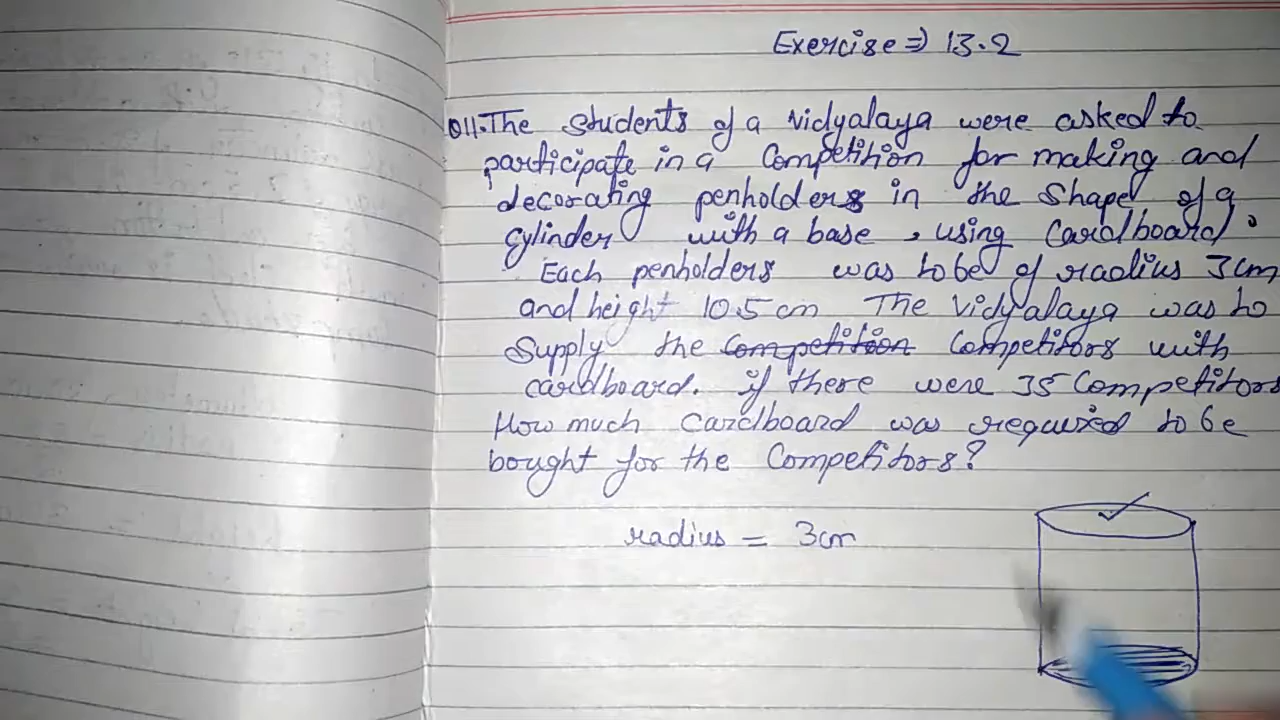 Exercise ⇒ 13.2
Q11. The students of a Vidyalaya were asked to
participate in a Competition for making and
decorating penholders in the shape of a
cylinder with a base, using Cardboard.
Each penholders was to be of radius 3cm
and height 10.5 cm The Vidyalaya was to
Supply the Competition Competitors with
cardboard. if there were 35 Competitors
How much Cardboard was required to be
bought for the Competitors?
radius = 3cm